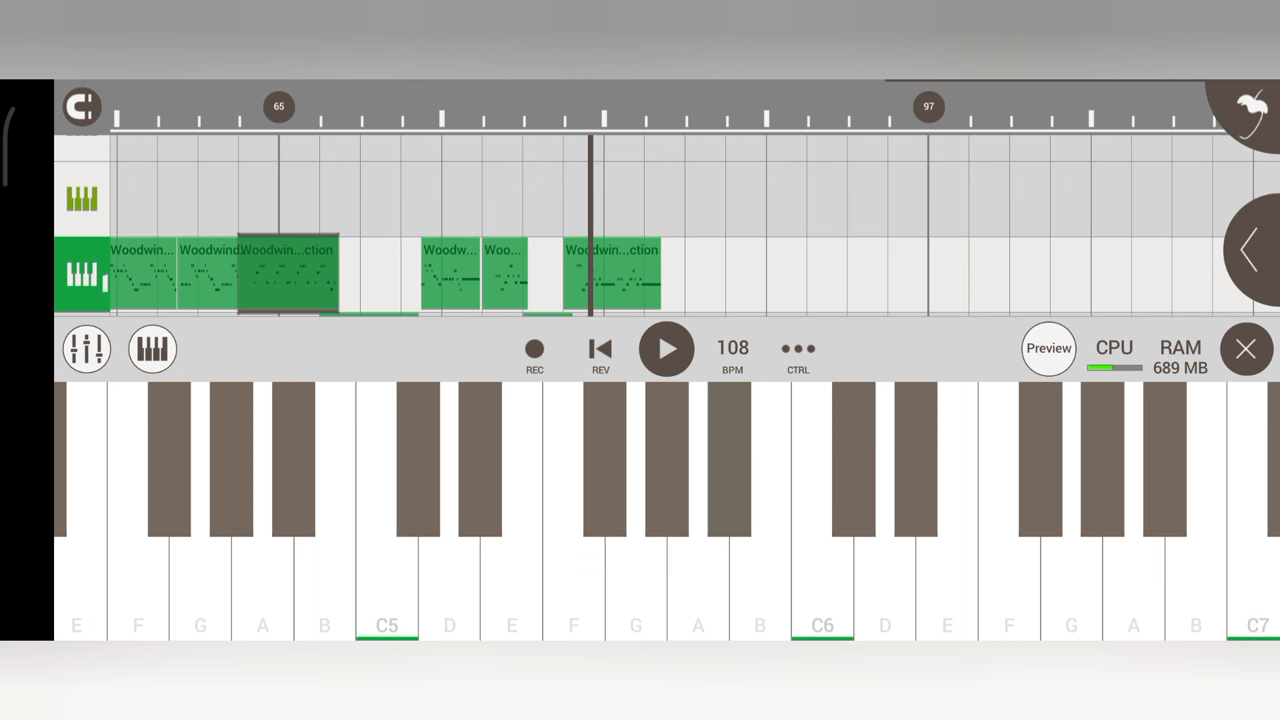 65 97
Woodwin... Woodwind Woodwin...ction Woodw... Woo... Woodwin...ction
REC REV 108 BPM CTRL Preview CPU RAM 689 MB
E F G A B C5 D E F G A B C6 D E F G A B C7